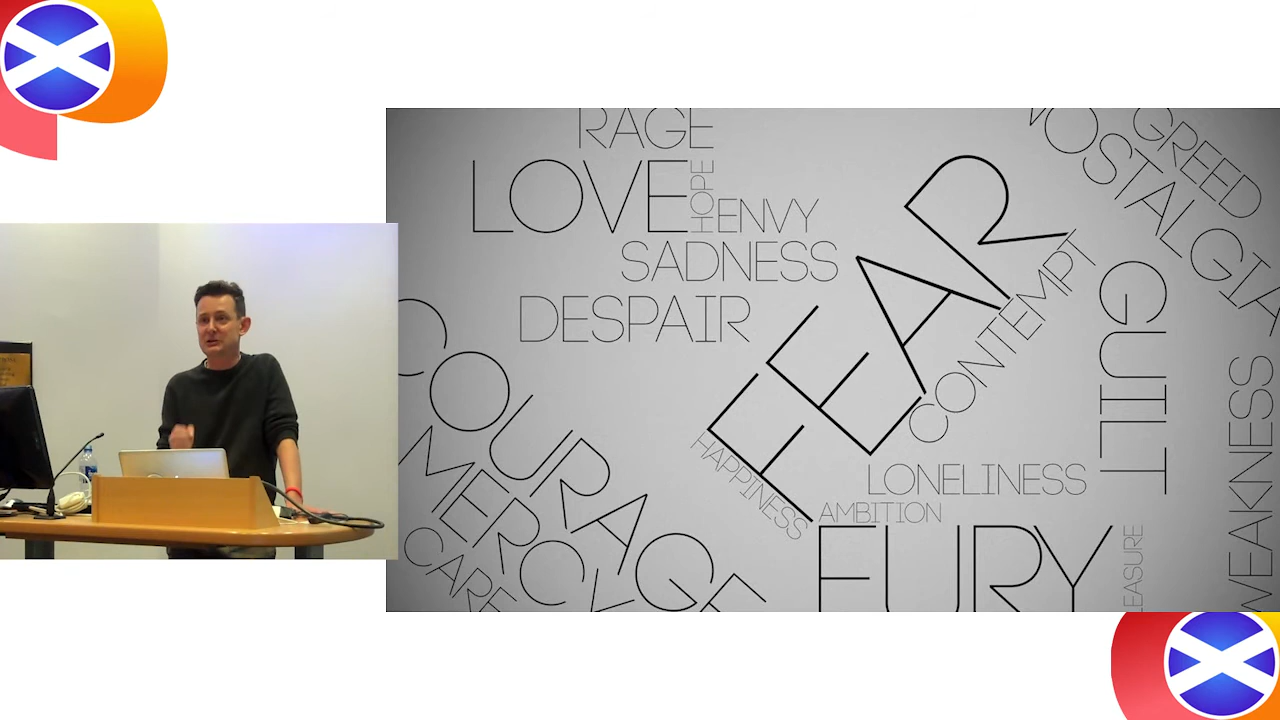 RAGE
LOVE
HOPE
ENVY
SADNESS
DESPAIR
FEAR
CONTEMPT
NOSTALGIA
GREED
GUILT
WEAKNESS
COURAGE
MERCY
CARE
HAPPINESS
LONELINESS
AMBITION
FURY
LEASURE